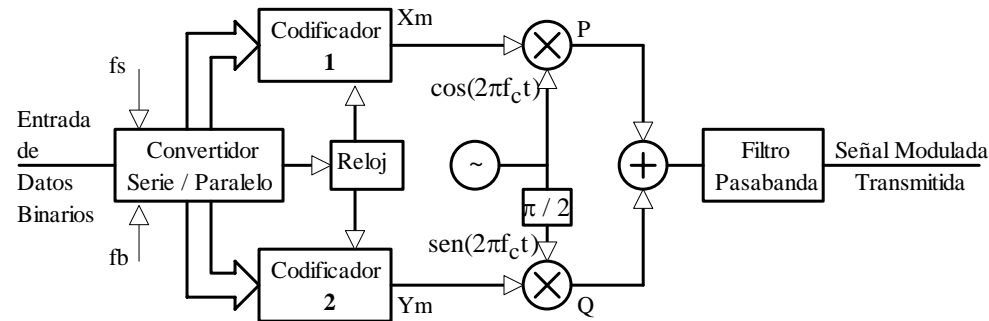 Codificador
1
Xm
P
fs
cos(2πfct)
Entrada
de
Datos
Binarios
Convertidor
Serie / Paralelo
Reloj
~
+
Filtro
Pasabanda
Señal Modulada
Transmitida
π / 2
fb
sen(2πfct)
Codificador
2
Ym
Q